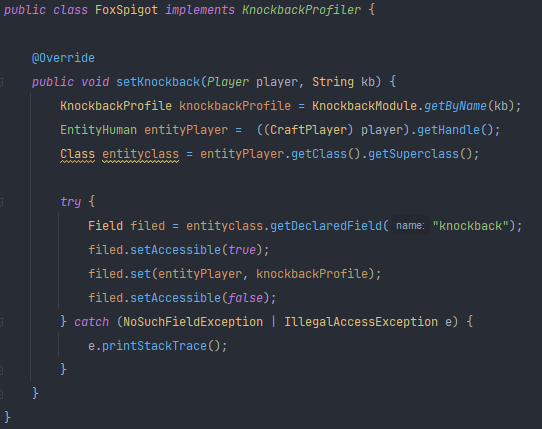 public class FoxSpigot implements KnockbackProfiler {
@Override
public void setKnockback(Player player, String kb) {
KnockbackProfile knockbackProfile = KnockbackModule.getByName(kb);
EntityHuman entityPlayer =  ((CraftPlayer) player).getHandle();
Class entityclass = entityPlayer.getClass().getSuperclass();
try {
Field filed = entityclass.getDeclaredField( name: "knockback");
filed.setAccessible(true);
filed.set(entityPlayer, knockbackProfile);
filed.setAccessible(false);
} catch (NoSuchFieldException | IllegalAccessException e) {
e.printStackTrace();
}
}
}